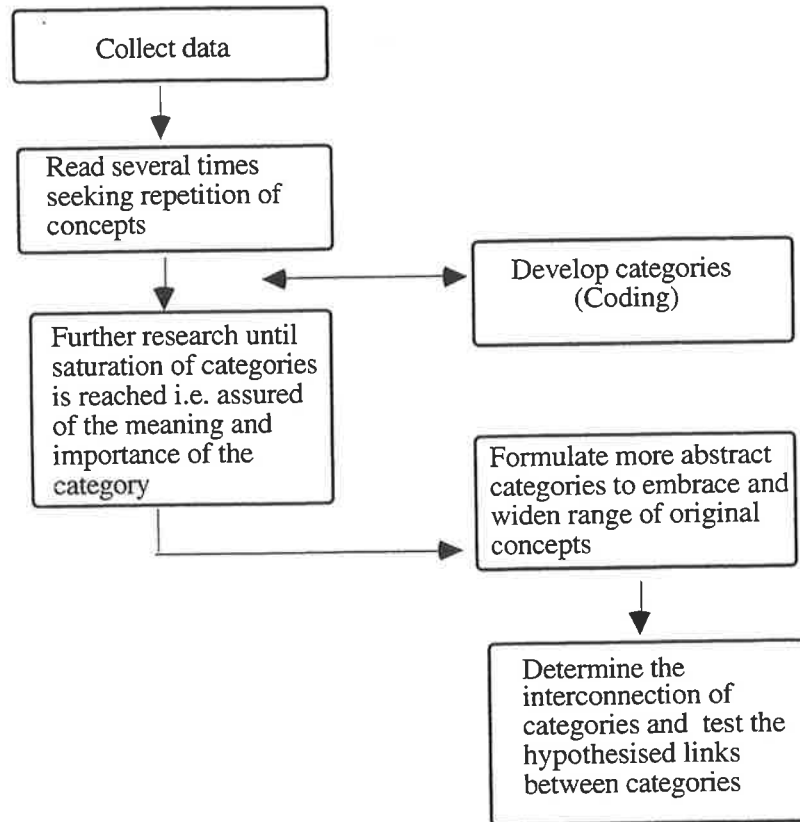 Collect data
Read several times
seeking repetition of
concepts
Develop categories
(Coding)
Further research until
saturation of categories
is reached i.e. assured
of the meaning and
importance of the
category
Formulate more abstract
categories to embrace and
widen range of original
concepts
Determine the
interconnection of
categories and test the
hypothesised links
between categories